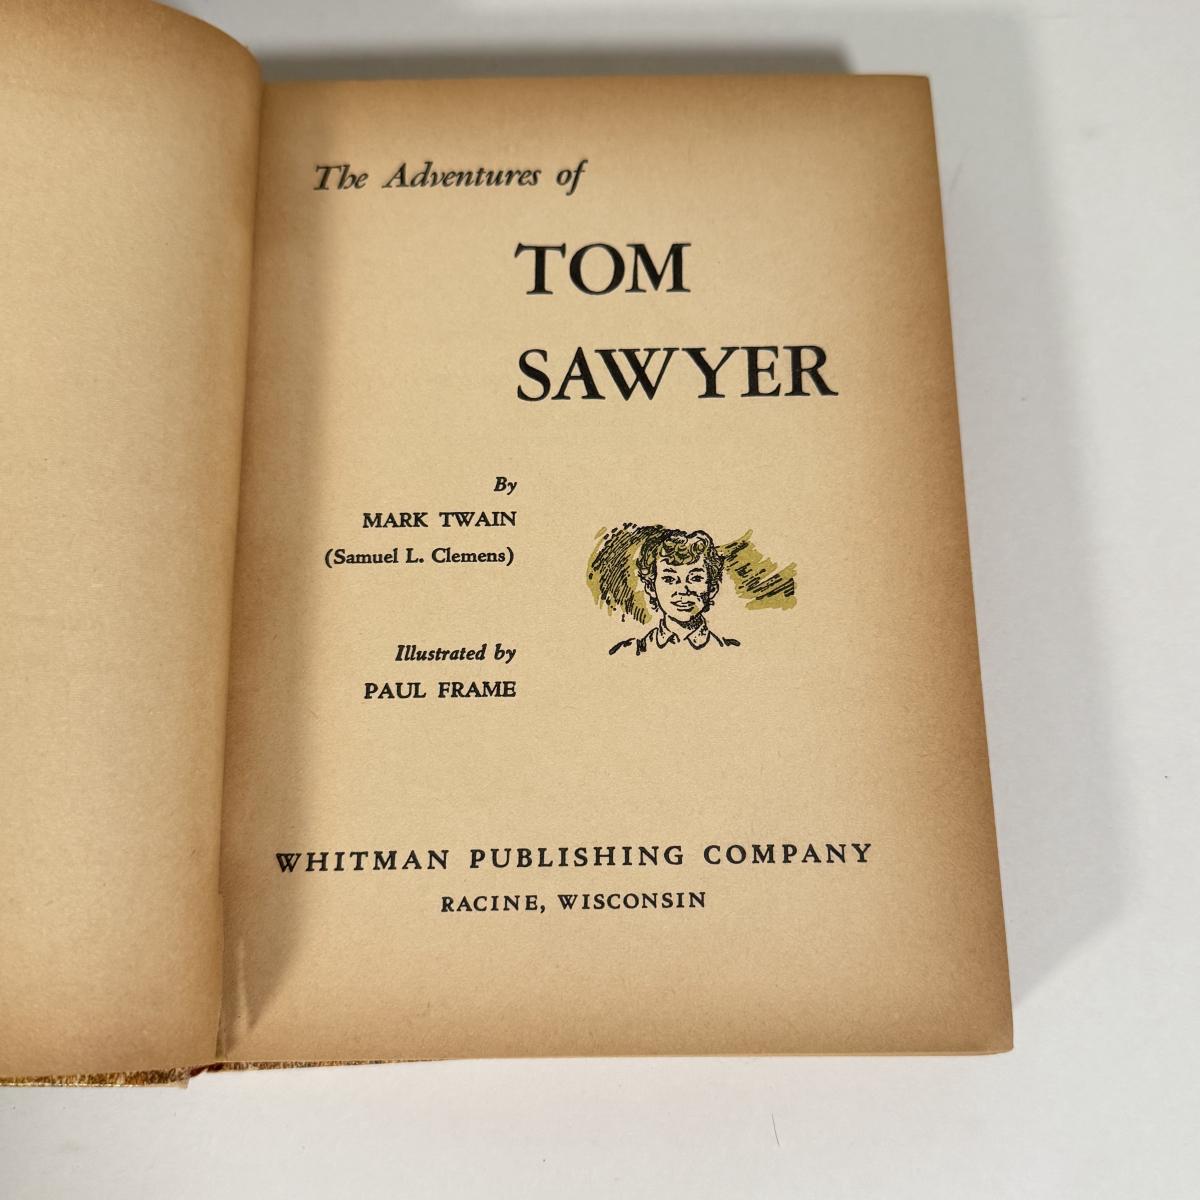 The Adventures of
TOM
SAWYER
By
MARK TWAIN
(Samuel L. Clemens)
Illustrated by
PAUL FRAME
WHITMAN PUBLISHING COMPANY
RACINE, WISCONSIN